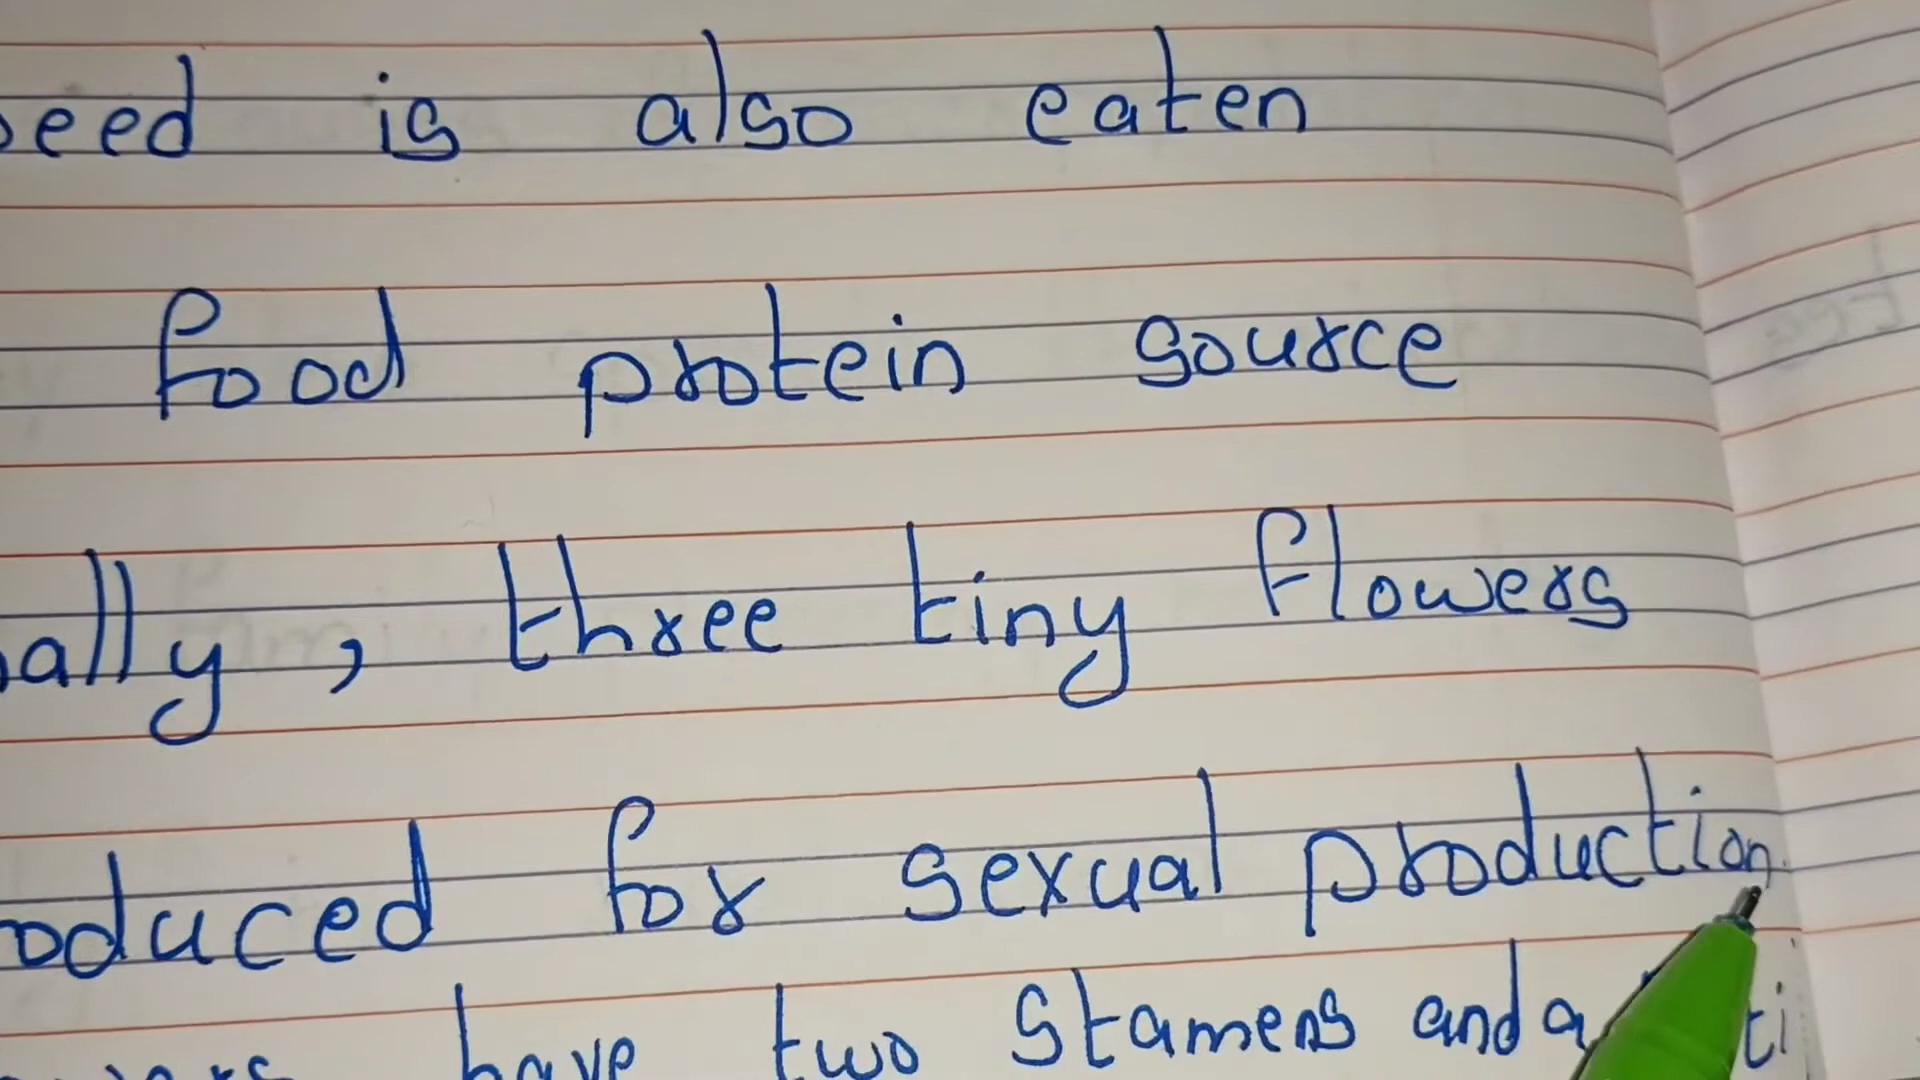 eed is also eaten
food protein source
ally, three tiny flowers
oduced for sexual production
have two stamens and a